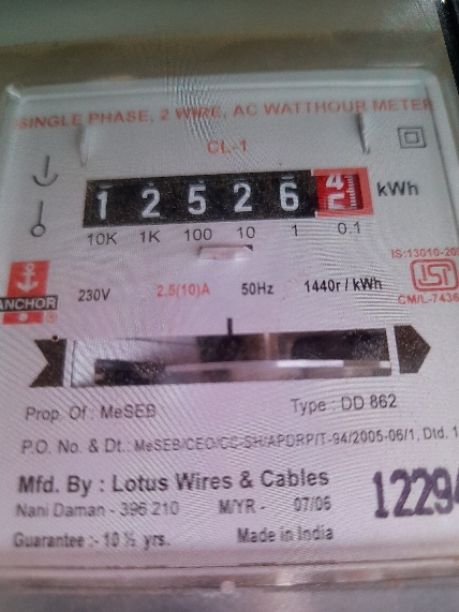 SINGLE PHASE, 2 WIRE, AC WATTHOUR METER
CL-1
1 2 5 2 6 kWh
10K 1K 100 10 1 0.1
IS:13010-20
ANCHOR 230V 2.5(10)A 50Hz 1440r / kWh
CM/L-7436
Prop. Of : MeSEB Type : DD 862
P.O. No. & Dt.: MeSEB/CEO/CC-SH/APDRP/T-94/2005-06/1, Dtd. 1
Mfd. By : Lotus Wires & Cables
Nani Daman - 396 210 M/YR - 07/06 12294
Guarantee :- 10 ½ yrs. Made in India